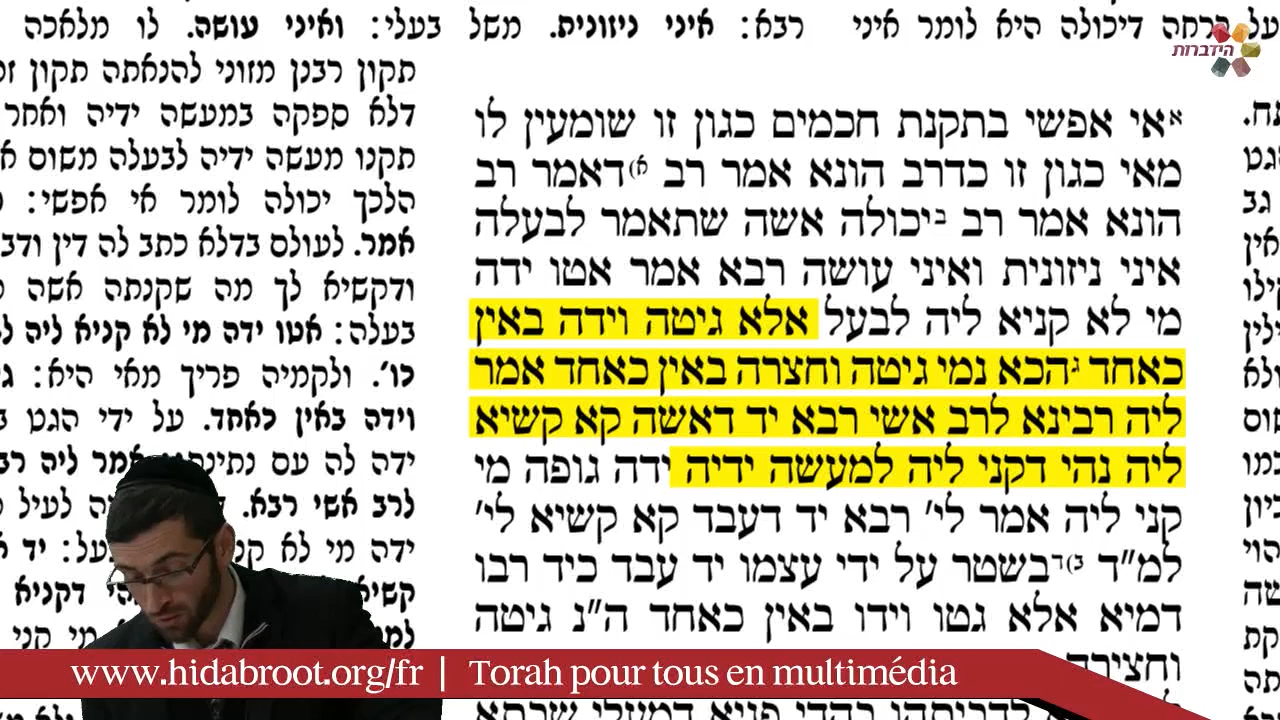 על ברחה דיכולה היא לומר איני
רבא: איני ניזונית. משל בעלי: ואיני עושה. לו מלאכה
הידברות
תקון רבנן מזוני להנאתה תקון
דלא ספקה במעשה ידיה ואחר
תקנו מעשה ידיה לבעלה משום
הלכך יכולה לומר אי אפשי:
אמר. לעולם בדלא כתב לה דין
ודקשיא לך מה שקנתה אשה
בעלה: אטו ידה מי לא קניא ליה
כו'. ולקמיה פריך מאי היא:
וידה באין כאחד. על ידי הגט
ידה לה עם נתינת אמר ליה
לרב אשי רבא. לעיל
ידה מי לא
א אי אפשי בתקנת חכמים כגון זו שומעין לו
מאי כגון זו כדרב הונא אמר רב א) דאמר רב
הונא אמר רב ב יכולה אשה שתאמר לבעלה
איני ניזונית ואיני עושה רבא אמר אטו ידה
מי לא קניא ליה לבעל אלא גיטה וידה באין
כאחד ג הכא נמי גיטה וחצרה באין כאחד אמר
ליה רבינא לרב אשי רבא יד דאשה קא קשיא
ליה נהי דקני ליה למעשה ידיה ידה גופה מי
קני ליה אמר לי' רבא יד דעבד קא קשיא לי'
למ"ד ב)ד בשטר על ידי עצמו יד עבד כיד רבו
דמיא אלא גטו וידו באין כאחד ה"נ גיטה
וחצירה
www.hidabroot.org/fr | Torah pour tous en multimédia